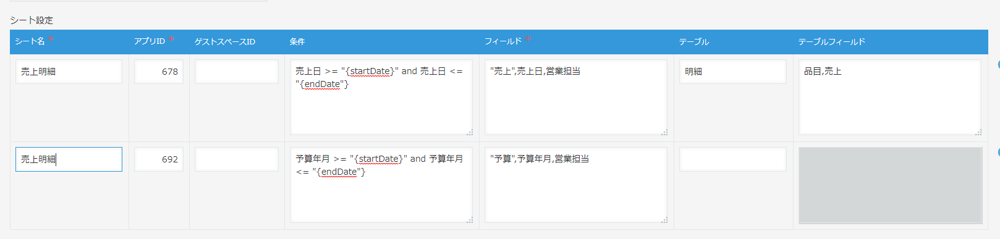 シート設定
シート名 * アプリID * ゲストスペースID 条件 フィールド * テーブル テーブルフィールド
売上明細 678 売上日 >= "{startDate}" and 売上日 <= "売上",売上日,営業担当 明細 品目,売上
"{endDate"}
売上明細 692 予算年月 >= "{startDate}" and 予算年月 "予算",予算年月,営業担当
<= "{endDate"}